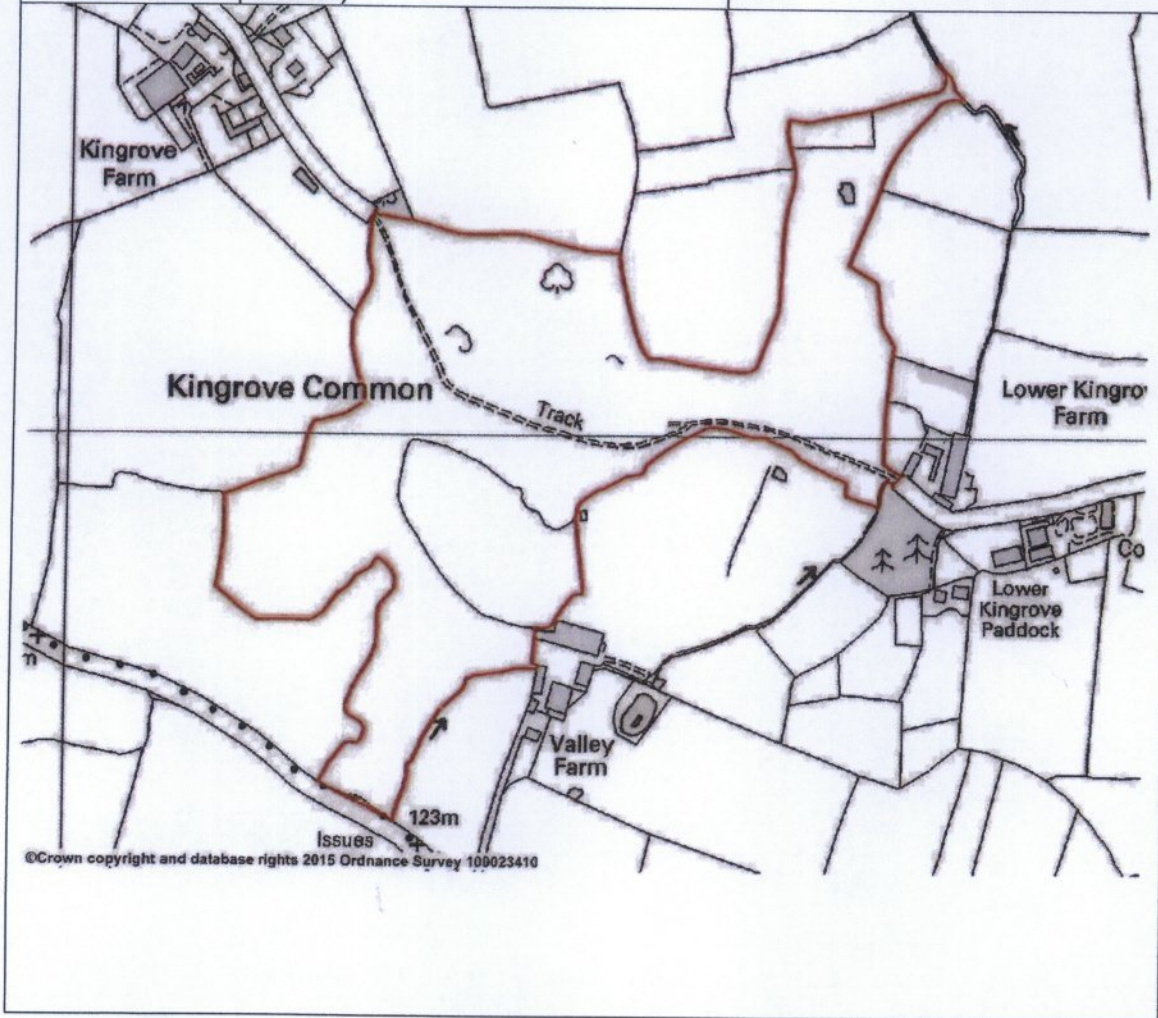 Kingrove
Farm
Kingrove Common
Track
Lower Kingro
Farm
Co
Lower
Kingrove
Paddock
m
Valley
Farm
123m
Issues
©Crown copyright and database rights 2015 Ordnance Survey 100023410